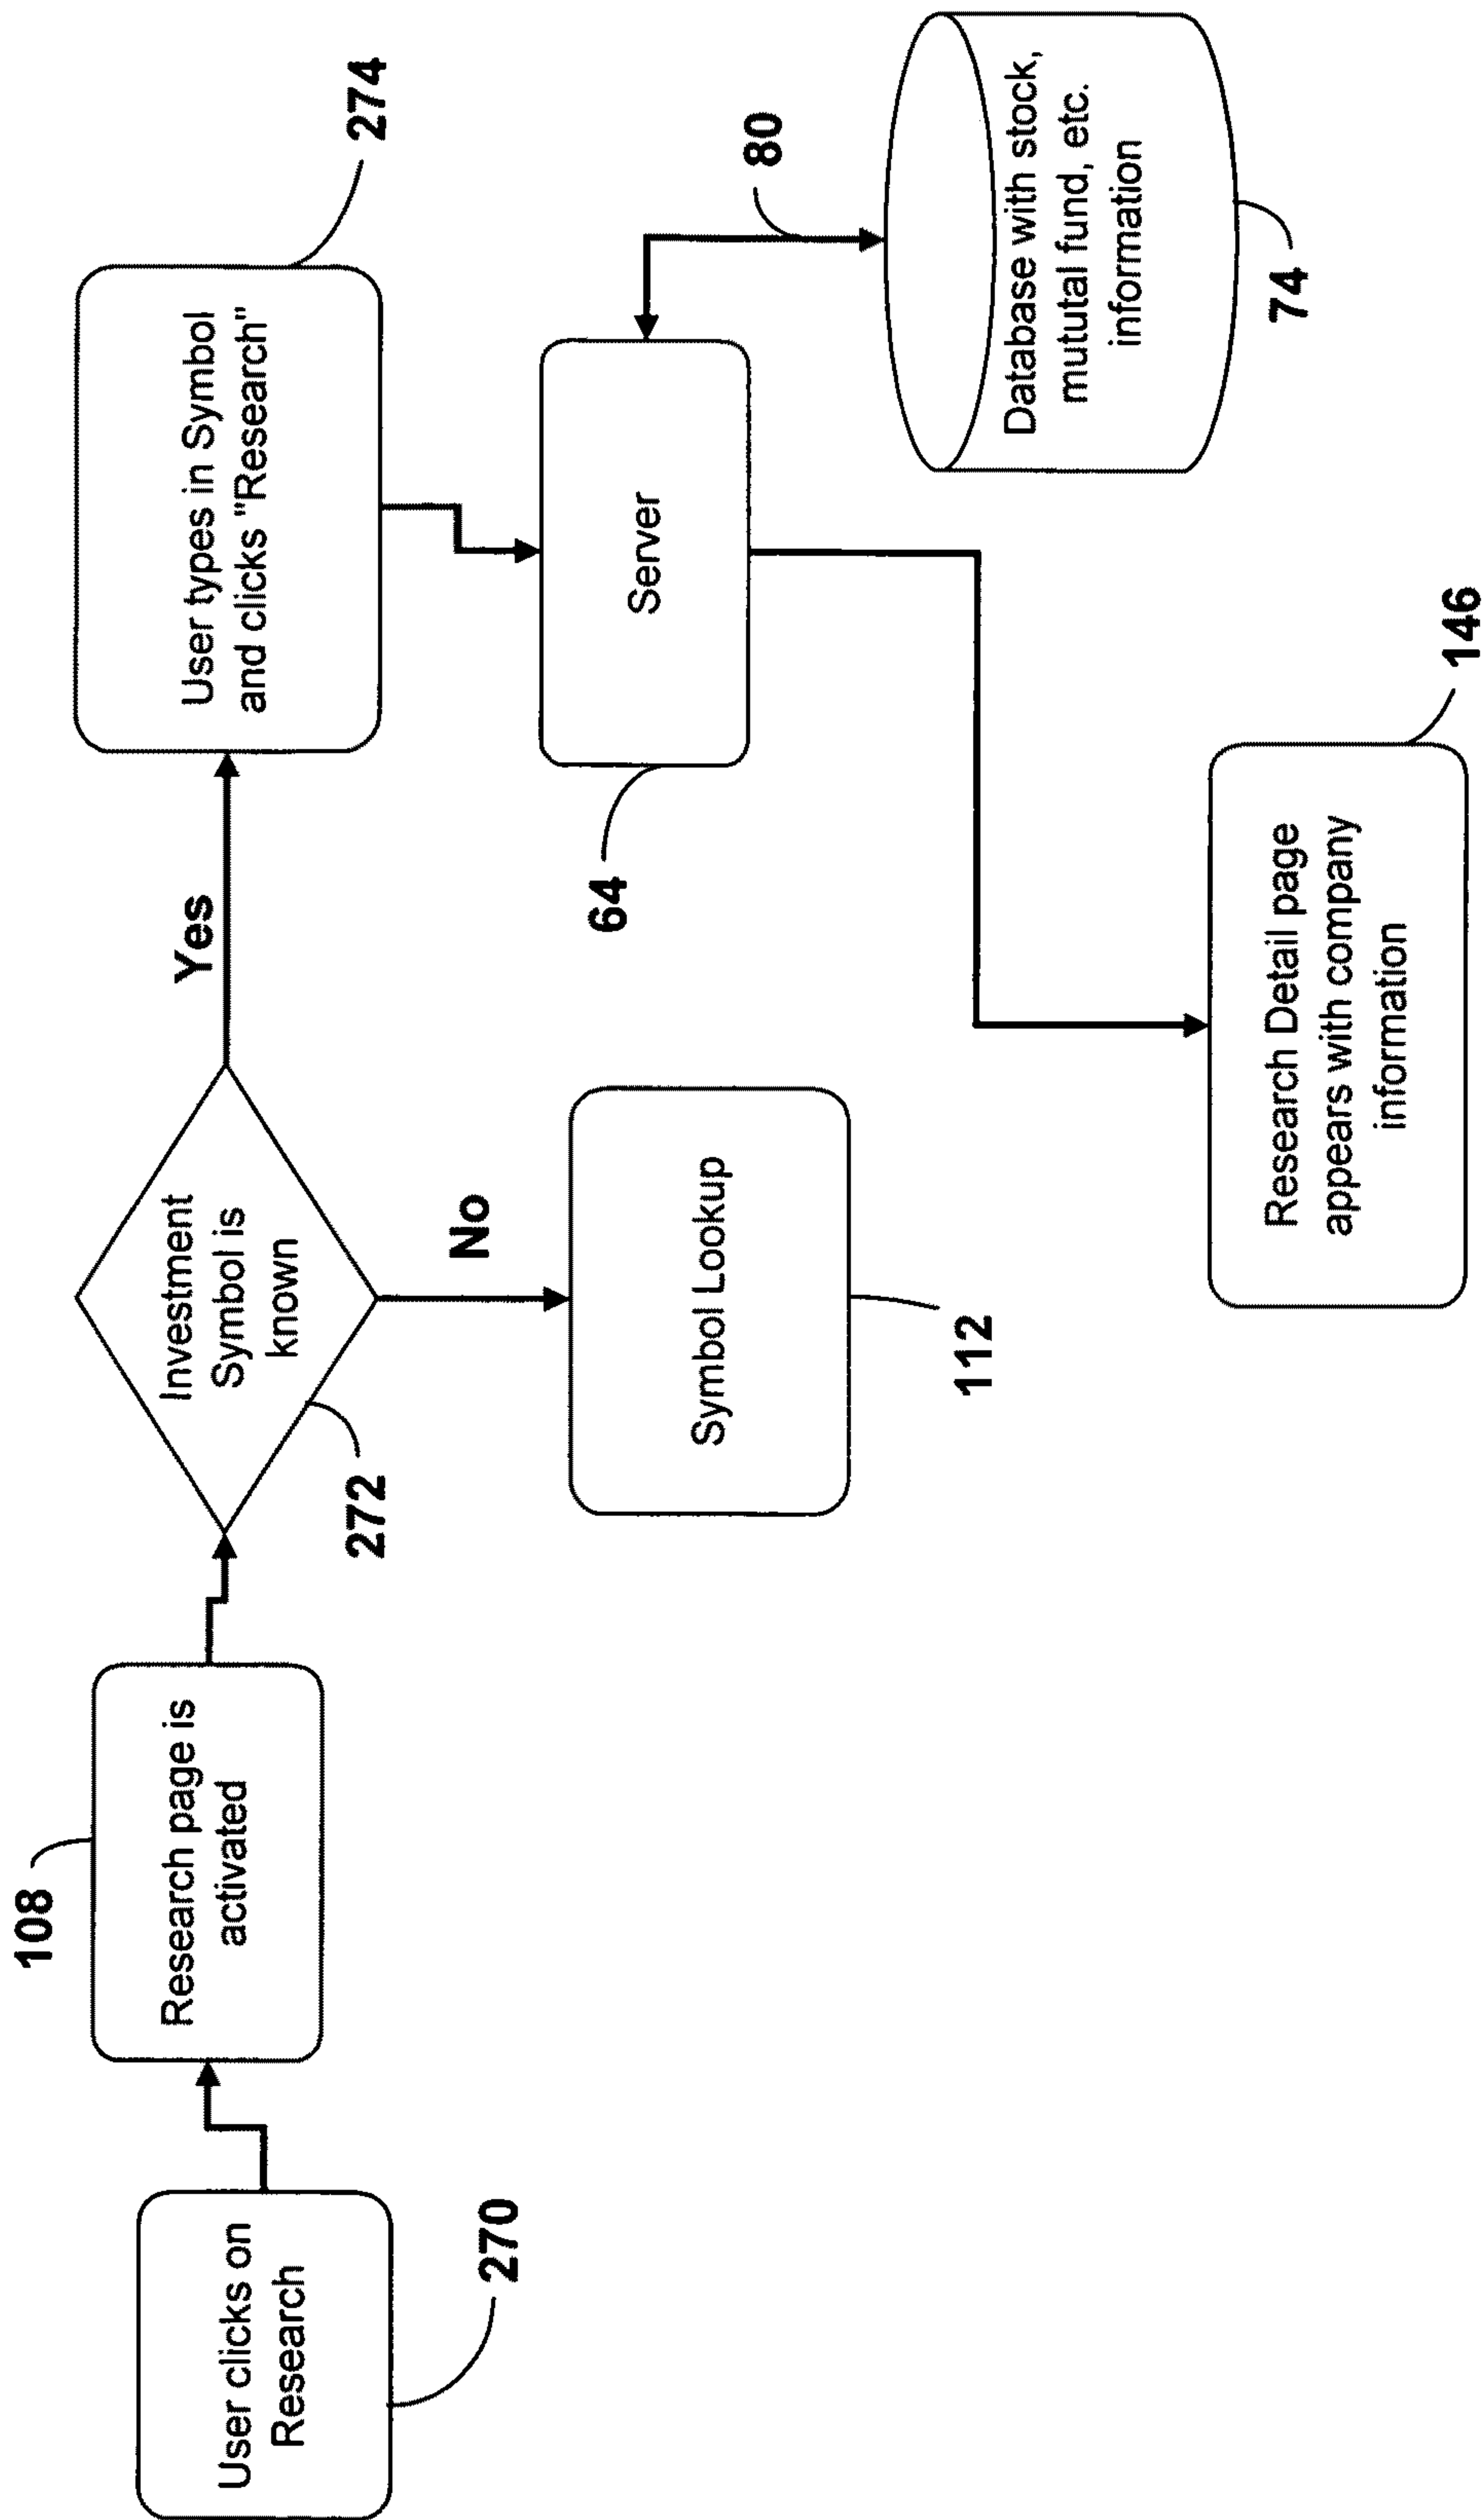 User clicks on
Research
270
108
Research page is
activated
Investment
Symbol is
known
272
Yes
No
Symbol Lookup
112
User types in Symbol
and clicks "Research"
274
Server
64
80
Database with stock,
mututal fund, etc.
information
74
Research Detail page
appears with company
information
146